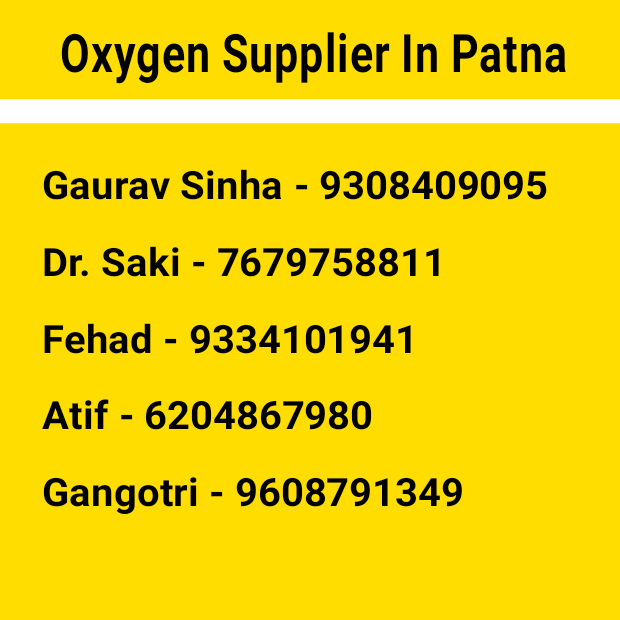 Oxygen Supplier In Patna
Gaurav Sinha - 9308409095
Dr. Saki - 7679758811
Fehad - 9334101941
Atif - 6204867980
Gangotri - 9608791349